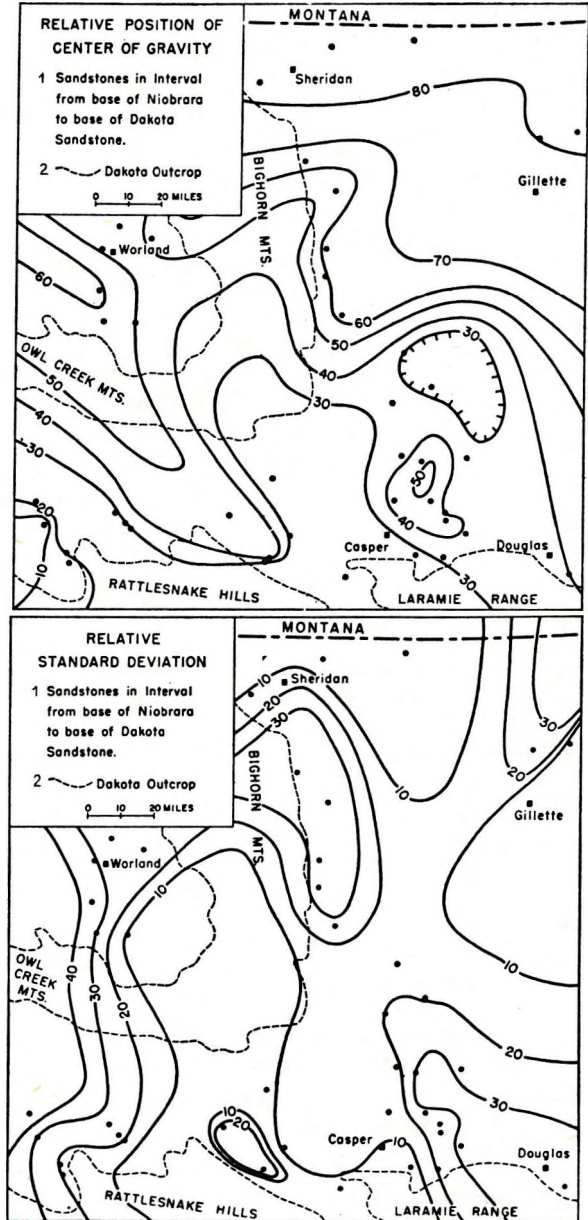 RELATIVE POSITION OF
CENTER OF GRAVITY
1 Sandstones in Interval
from base of Niobrara
to base of Dakota
Sandstone.
2 Dakota Outcrop
0 10 20 MILES
MONTANA
Sheridan
80
Gillette
BIGHORN MTS.
Worland
70
60
60
50
30
OWL CREEK MTS.
50
40
30
40
30
50
20
40
10
Casper
Douglas
30
RATTLESNAKE HILLS
LARAMIE RANGE
RELATIVE
STANDARD DEVIATION
1 Sandstones in Interval
from base of Niobrara
to base of Dakota
Sandstone.
2 Dakota Outcrop
0 10 20 MILES
MONTANA
10
Sheridan
20
30
30
20
10
Gillette
BIGHORN MTS.
Worland
10
OWL
CREEK
MTS.
40
30
20
10
20
30
10
20
Casper
10
Douglas
RATTLESNAKE HILLS
LARAMIE RANGE